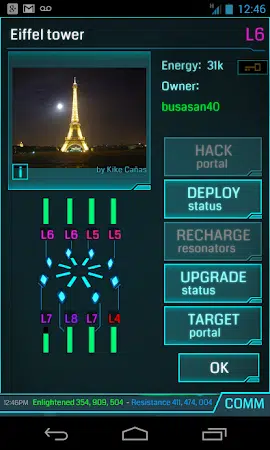 12:46
Eiffel tower
L6
Energy: 31k
Owner:
busasan40
by Kike Cañas
i
HACK
portal
DEPLOY
status
RECHARGE
resonators
UPGRADE
status
TARGET
portal
OK
L6 L6 L5 L5
L7 L8 L7 L4
12:46PM Enlightened 354, 909, 504 - Resistance 411, 474, 004
COMM